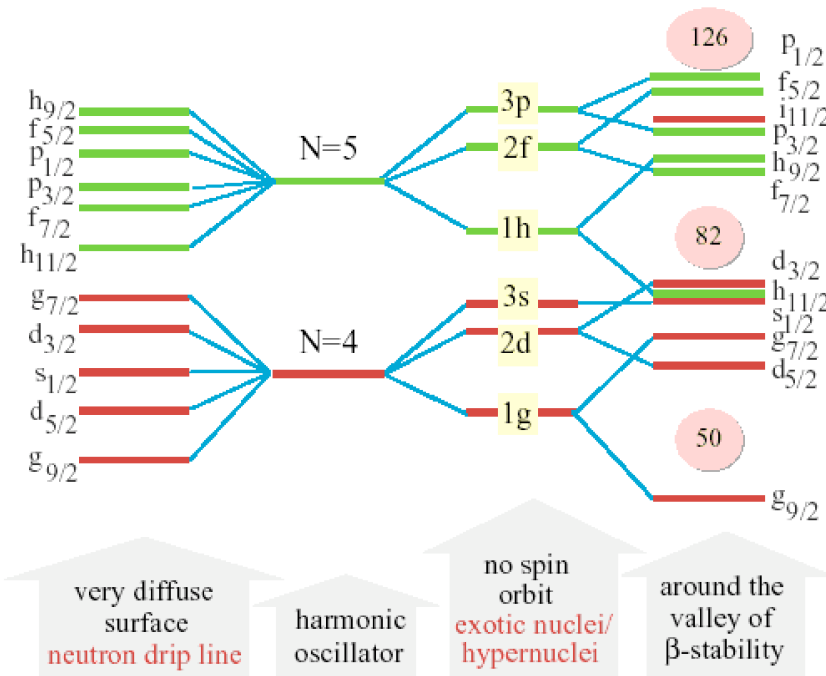 126
p1/2
h9/2
f5/2
p1/2
p3/2
f7/2
h11/2
N=5
3p
2f
1h
f5/2
i11/2
p3/2
h9/2
f7/2
82
g7/2
d3/2
s1/2
d5/2
g9/2
N=4
3s
2d
1g
d3/2
h11/2
s1/2
g7/2
d5/2
50
g9/2
very diffuse
surface
neutron drip line
harmonic
oscillator
no spin
orbit
exotic nuclei/
hypernuclei
around the
valley of
β-stability